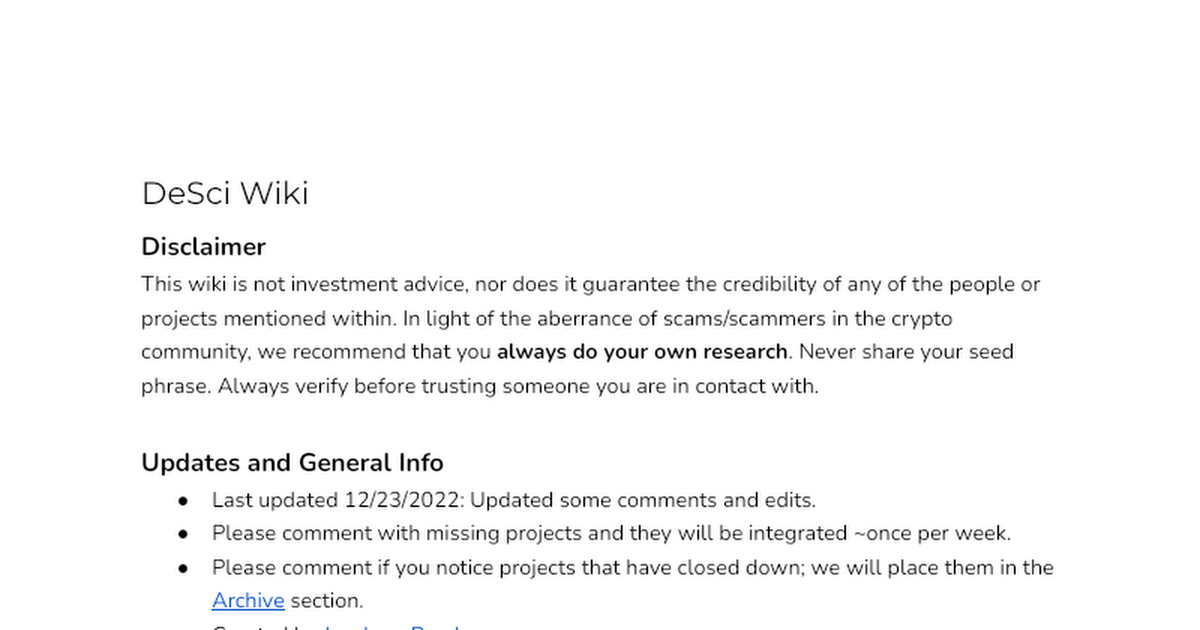 DeSci Wiki
Disclaimer
This wiki is not investment advice, nor does it guarantee the credibility of any of the people or
projects mentioned within. In light of the aberrance of scams/scammers in the crypto
community, we recommend that you always do your own research. Never share your seed
phrase. Always verify before trusting someone you are in contact with.
Updates and General Info
● Last updated 12/23/2022: Updated some comments and edits.
● Please comment with missing projects and they will be integrated ~once per week.
● Please comment if you notice projects that have closed down; we will place them in the
Archive section.